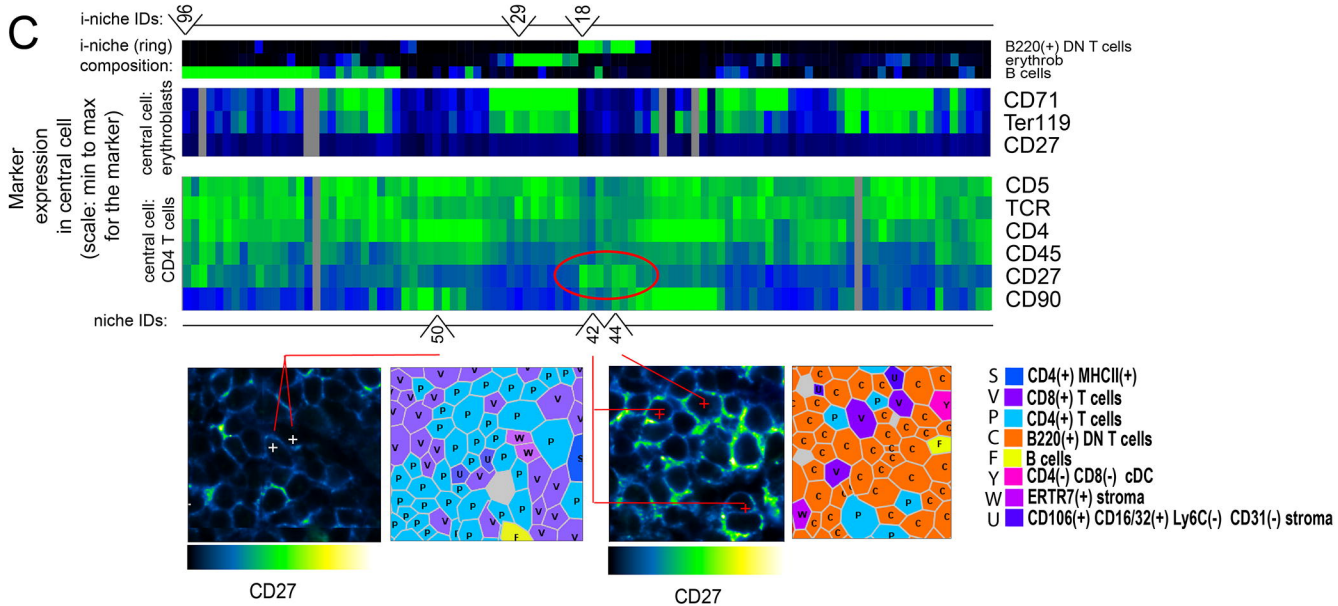 C
i-niche IDs:
96
29
18
i-niche (ring)
composition:
B220(+) DN T cells
erythrob
B cells
Marker
expression
in central cell
(scale: min to max
for the marker)
central cell:
erythroblasts
CD71
Ter119
CD27
central cell:
CD4 T cells
CD5
TCR
CD4
CD45
CD27
CD90
niche IDs:
50
42
44
S CD4(+) MHCII(+)
V CD8(+) T cells
P CD4(+) T cells
C B220(+) DN T cells
F B cells
Y CD4(-) CD8(-) cDC
W ERTR7(+) stroma
U CD106(+) CD16/32(+) Ly6C(-) CD31(-) stroma
CD27
CD27